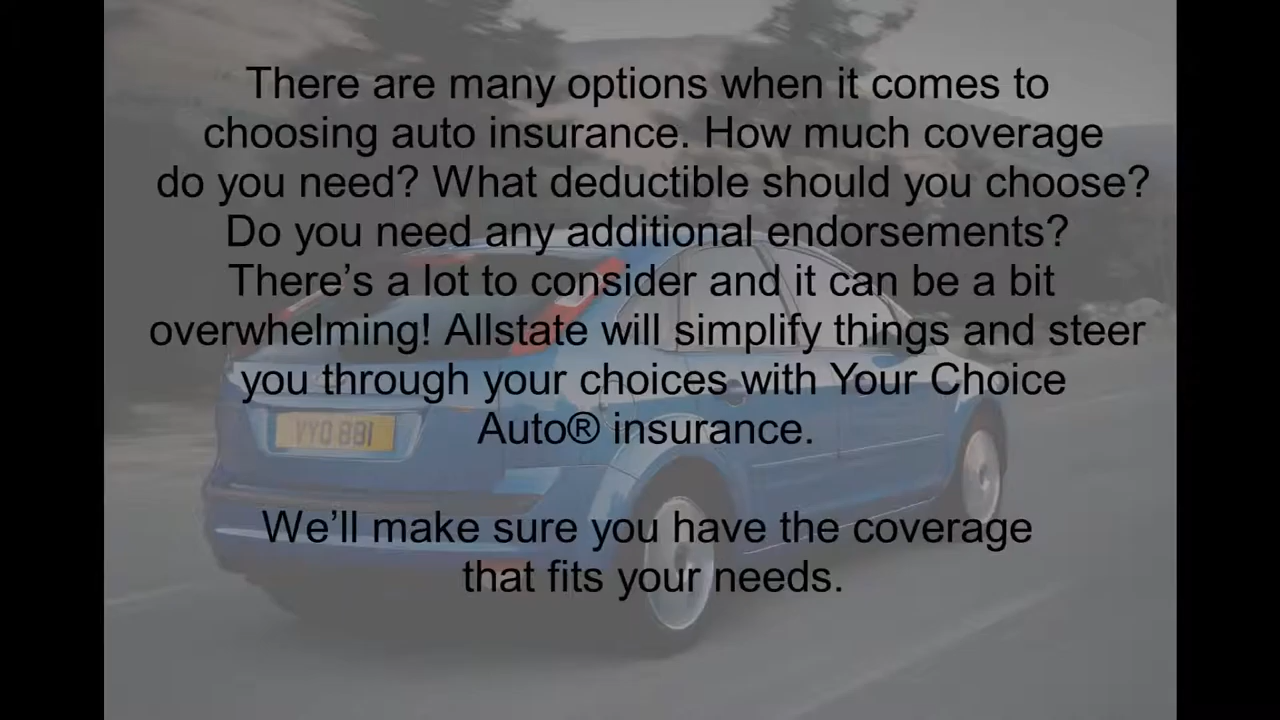 There are many options when it comes to
choosing auto insurance. How much coverage
do you need? What deductible should you choose?
Do you need any additional endorsements?
There’s a lot to consider and it can be a bit
overwhelming! Allstate will simplify things and steer
you through your choices with Your Choice
Auto® insurance.
VYO 8BI
We’ll make sure you have the coverage
that fits your needs.